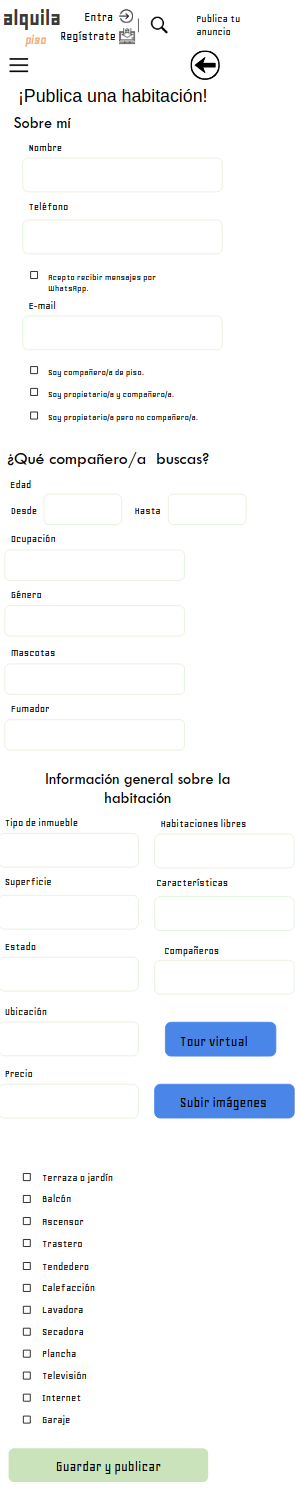 alquila
piso
Entra
Regístrate
Publica tu
anuncio
¡Publica una habitación!
Sobre mí
Nombre
Teléfono
Acepto recibir mensajes por
WhatsApp.
E-mail
Soy compañero/a de piso.
Soy propietario/a y compañero/a.
Soy propietario/a pero no compañero/a.
¿Qué compañero/a buscas?
Edad
Desde
Hasta
Ocupación
Género
Mascotas
Fumador
Información general sobre la
habitación
Tipo de inmueble
Habitaciones libres
Superficie
Características
Estado
Compañeros
Ubicación
Tour virtual
Precio
Subir imágenes
Terraza o jardín
Balcón
Ascensor
Trastero
Tendedero
Calefacción
Lavadora
Secadora
Plancha
Televisión
Internet
Garaje
Guardar y publicar